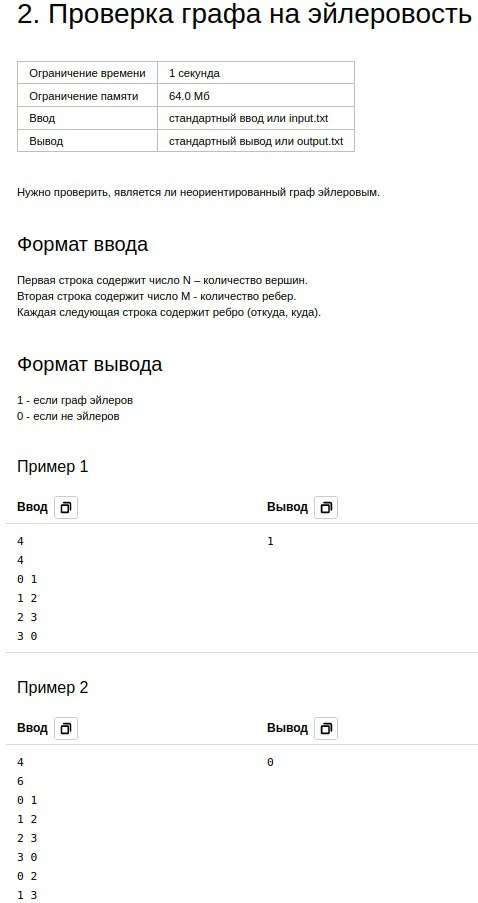 2. Проверка графа на эйлеровость
Ограничение времени 1 секунда
Ограничение памяти 64.0 Мб
Ввод стандартный ввод или input.txt
Вывод стандартный вывод или output.txt
Нужно проверить, является ли неориентированный граф эйлеровым.
Формат ввода
Первая строка содержит число N – количество вершин.
Вторая строка содержит число M - количество ребер.
Каждая следующая строка содержит ребро (откуда, куда).
Формат вывода
1 - если граф эйлеров
0 - если не эйлеров
Пример 1
Ввод Вывод
4 1
4
0 1
1 2
2 3
3 0
Пример 2
Ввод Вывод
4 0
6
0 1
1 2
2 3
3 0
0 2
1 3